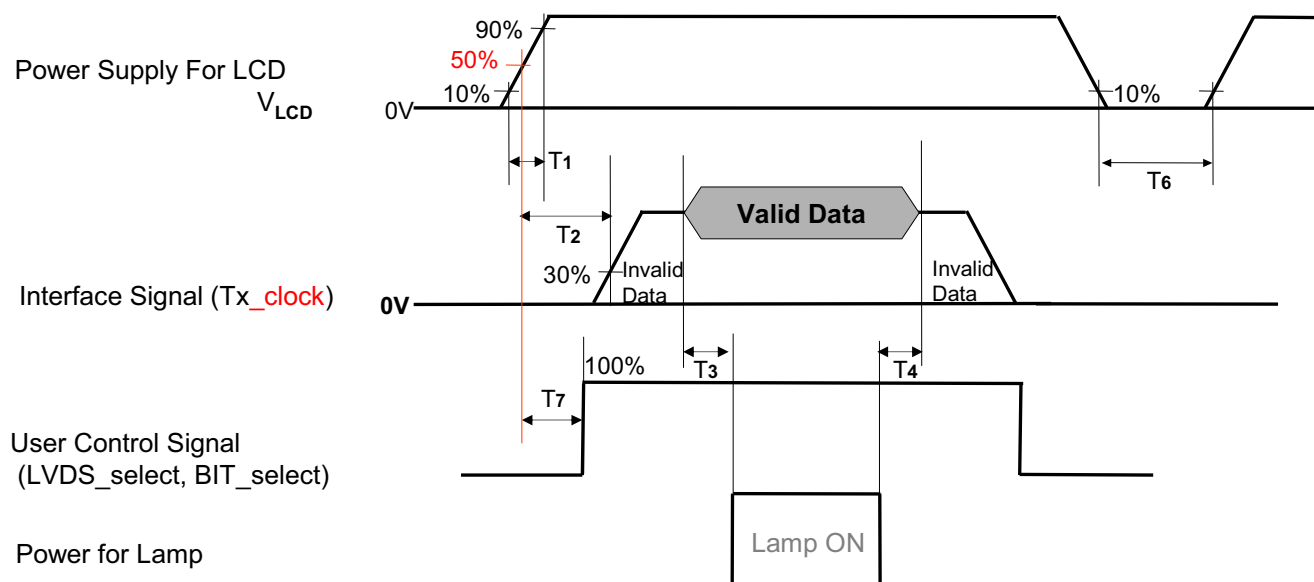 90%
50%
Power Supply For LCD
V_LCD
10%
0V
10%
T1
T6
Valid Data
T2
30%
Invalid
Data
Invalid
Data
Interface Signal (Tx_clock)
0V
100%
T3
T4
T7
User Control Signal
(LVDS_select, BIT_select)
Lamp ON
Power for Lamp